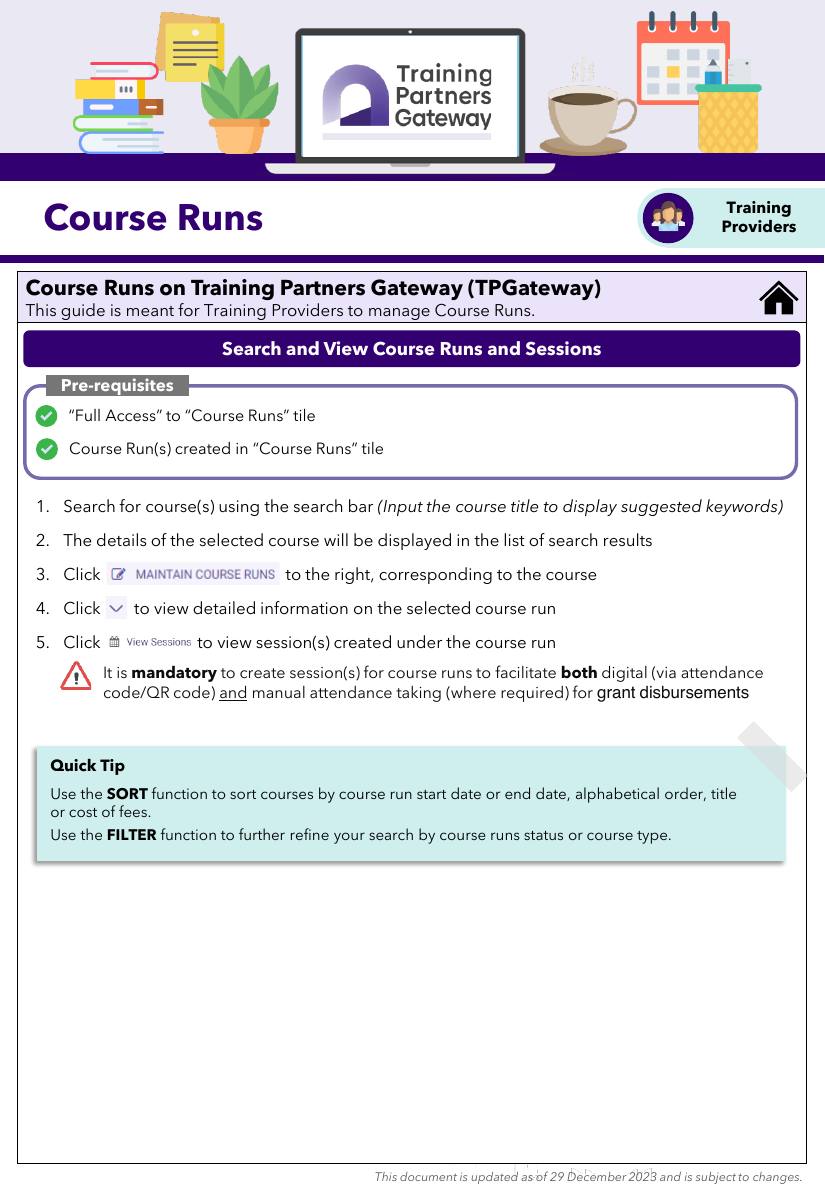 Training
Partners
Gateway
Course Runs
Training
Providers
Course Runs on Training Partners Gateway (TPGateway)
This guide is meant for Training Providers to manage Course Runs.
Search and View Course Runs and Sessions
Pre-requisites
“Full Access” to “Course Runs” tile
Course Run(s) created in “Course Runs” tile
1. Search for course(s) using the search bar (Input the course title to display suggested keywords)
2. The details of the selected course will be displayed in the list of search results
3. Click MAINTAIN COURSE RUNS to the right, corresponding to the course
4. Click to view detailed information on the selected course run
5. Click View Sessions to view session(s) created under the course run
It is mandatory to create session(s) for course runs to facilitate both digital (via attendance
code/QR code) and manual attendance taking (where required) for grant disbursements
Quick Tip
Use the SORT function to sort courses by course run start date or end date, alphabetical order, title
or cost of fees.
Use the FILTER function to further refine your search by course runs status or course type.
This document is updated as of 29 December 2023 and is subject to changes.